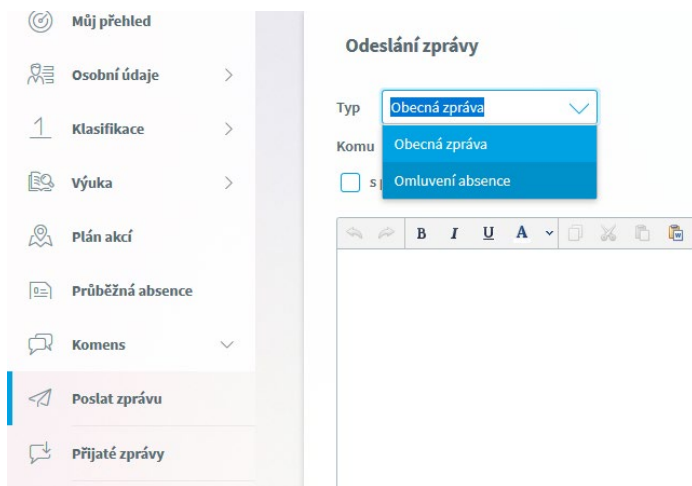 Můj přehled
Osobní údaje
1 Klasifikace
Výuka
Plán akcí
Průběžná absence
Komens
Poslat zprávu
Přijaté zprávy
Odeslání zprávy
Typ Obecná zpráva
Komu Obecná zpráva
s Omluvení absence
B I U A